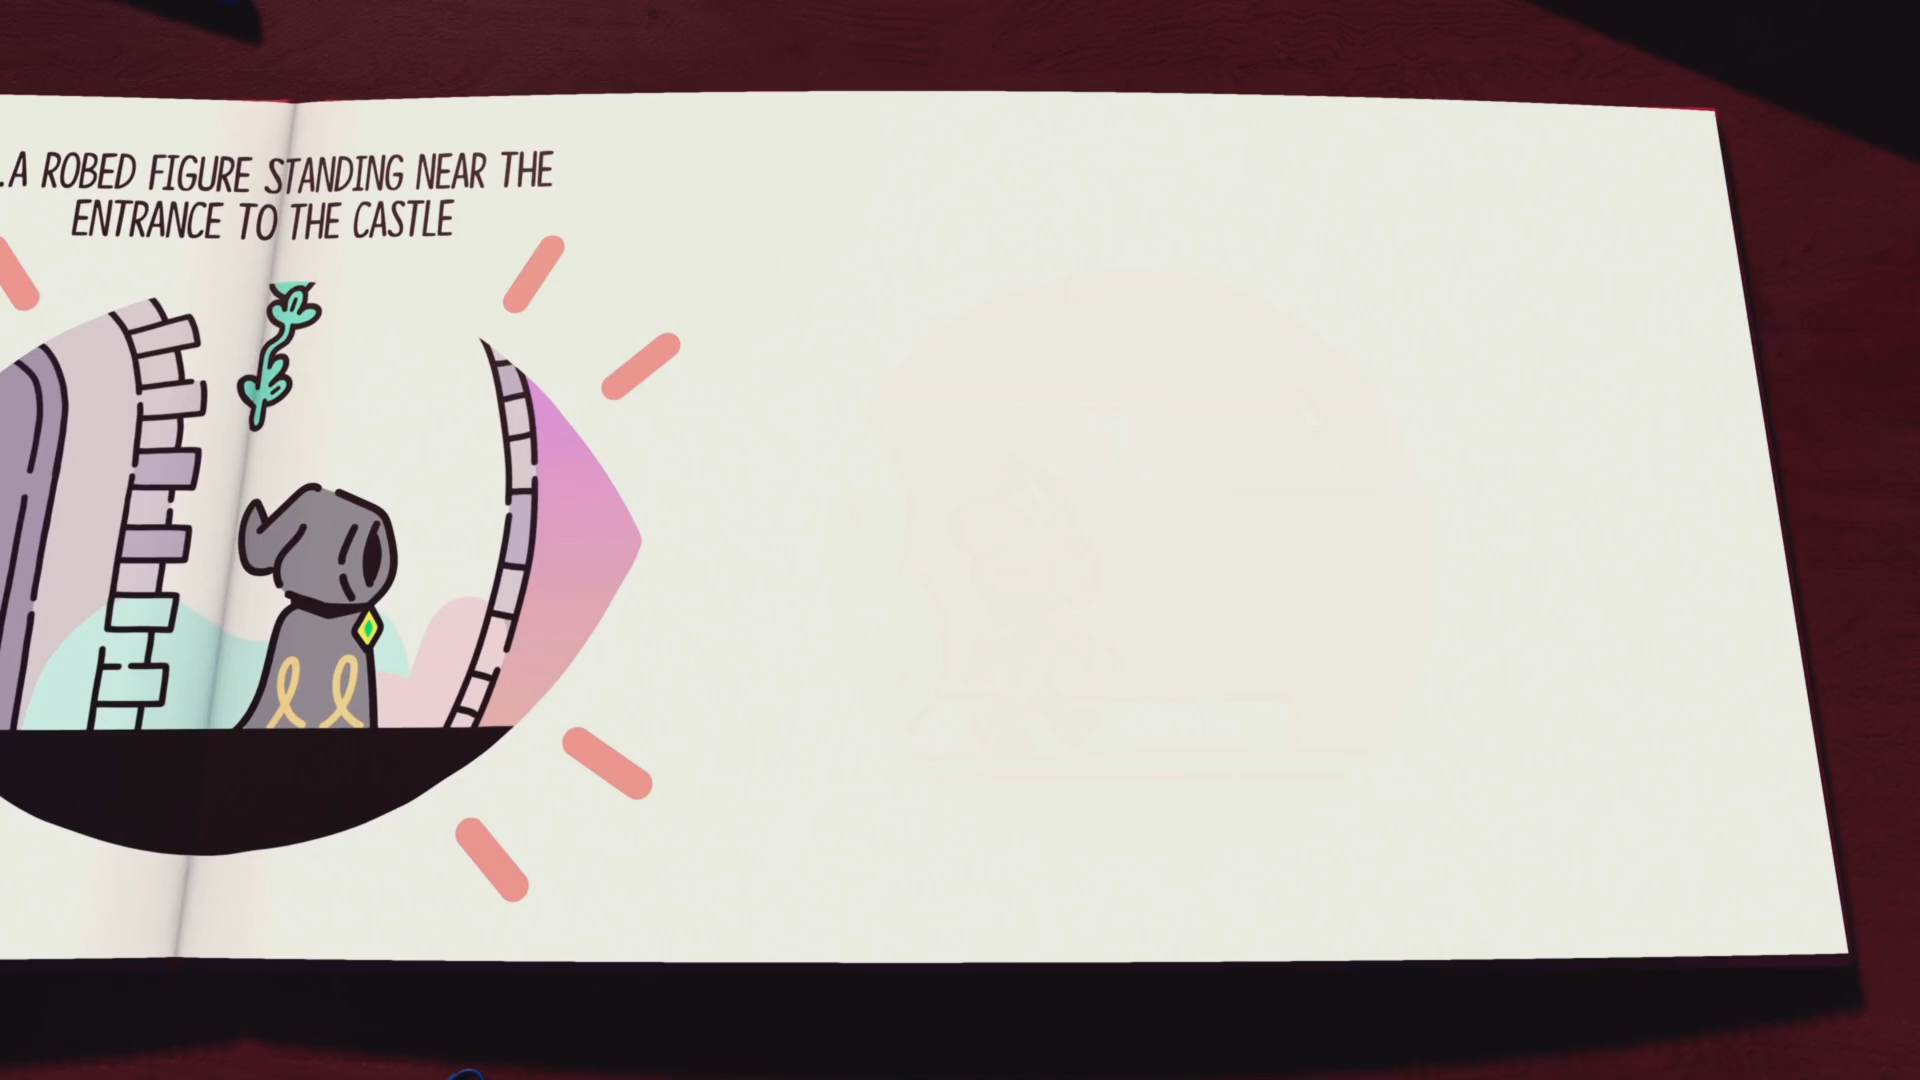 .A ROBED FIGURE STANDING NEAR THE
ENTRANCE TO THE CASTLE